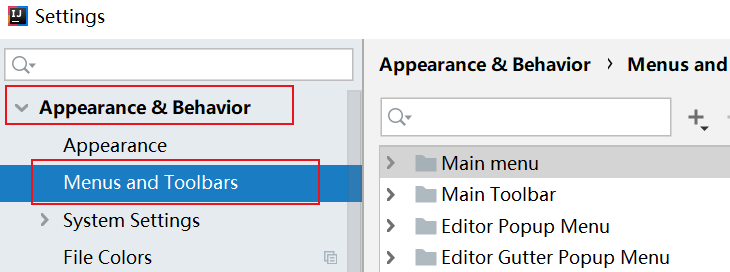 Settings
Appearance & Behavior
Appearance
Menus and Toolbars
System Settings
File Colors
Appearance & Behavior › Menus and
Main menu
Main Toolbar
Editor Popup Menu
Editor Gutter Popup Menu